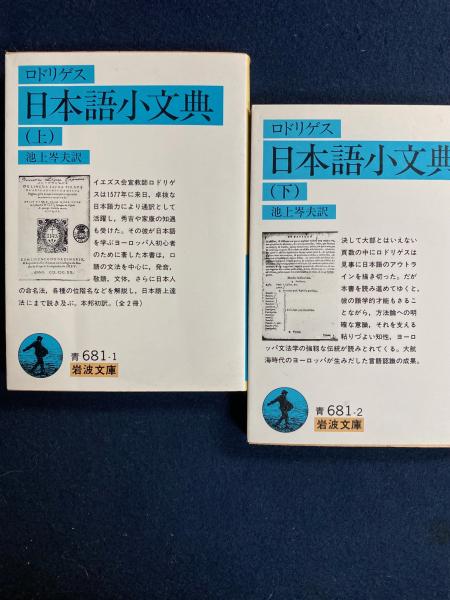 ロドリゲス
日本語小文典
(上)
池上岑夫訳
イエズス会宣教師ロドリゲ
スは1577年に来日。卓抜な
日本語力により通訳として
活躍し，秀吉や家康の知遇
も受けた。その彼が日本語
を学ぶヨーロッパ人初心者
のために著した本書は，口
語の文法を中心に，発音，
敬語，文体，さらに日本人
の命名法，各種の位階名などを解説し，日本語上達
法にまで説き及ぶ。本邦初訳。(全2冊)
青681-1
岩波文庫
ロドリゲス
日本語小文典
(下)
池上岑夫訳
決して大部とはいえない
頁数の中にロドリゲスは
見事に日本語のアウトラ
インを描き切った。だが
本書を読み進めてゆくと，
彼の語学的才能もさるこ
とながら，方法論への明
確な意識，それを支える
粘りづよい知性，ヨーロ
ッパ文法学の強靱な伝統が読みとれてくる。大航
海時代のヨーロッパが生みだした言語認識の成果。
青681-2
岩波文庫